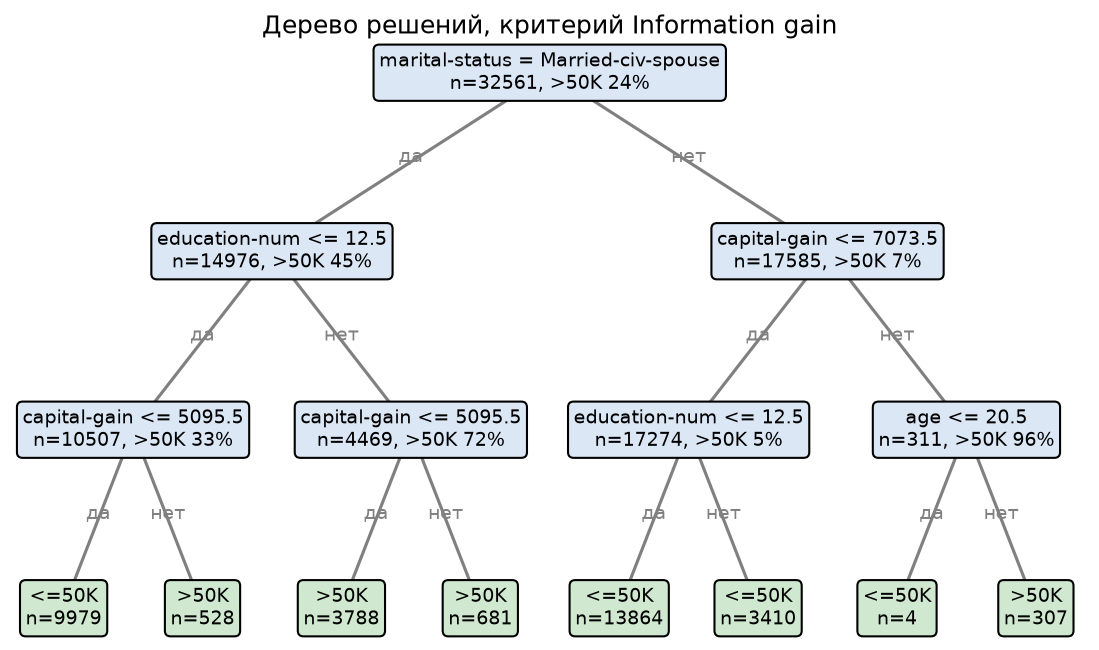 Дерево решений, критерий Information gain
marital-status = Married-civ-spouse
n=32561, >50K 24%
да
нет
education-num <= 12.5
n=14976, >50K 45%
capital-gain <= 7073.5
n=17585, >50K 7%
да
нет
да
нет
capital-gain <= 5095.5
n=10507, >50K 33%
capital-gain <= 5095.5
n=4469, >50K 72%
education-num <= 12.5
n=17274, >50K 5%
age <= 20.5
n=311, >50K 96%
да
нет
да
нет
да
нет
да
нет
<=50K
n=9979
>50K
n=528
>50K
n=3788
>50K
n=681
<=50K
n=13864
<=50K
n=3410
<=50K
n=4
>50K
n=307